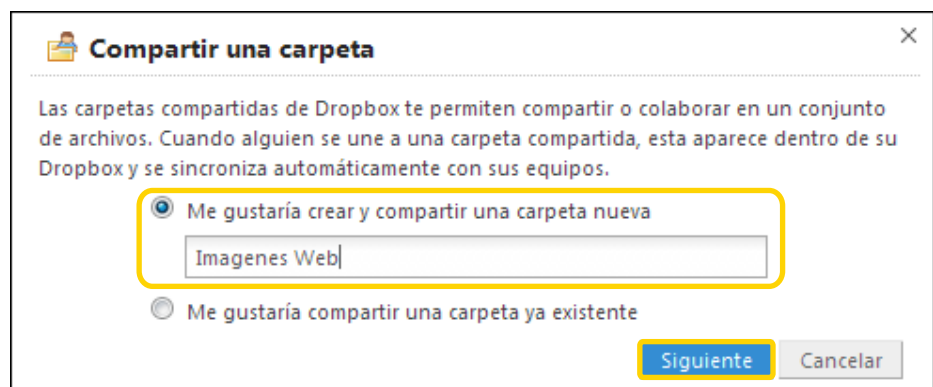 Compartir una carpeta
Las carpetas compartidas de Dropbox te permiten compartir o colaborar en un conjunto
de archivos. Cuando alguien se une a una carpeta compartida, esta aparece dentro de su
Dropbox y se sincroniza automáticamente con sus equipos.
Me gustaría crear y compartir una carpeta nueva
Imagenes Web
Me gustaría compartir una carpeta ya existente
Siguiente Cancelar